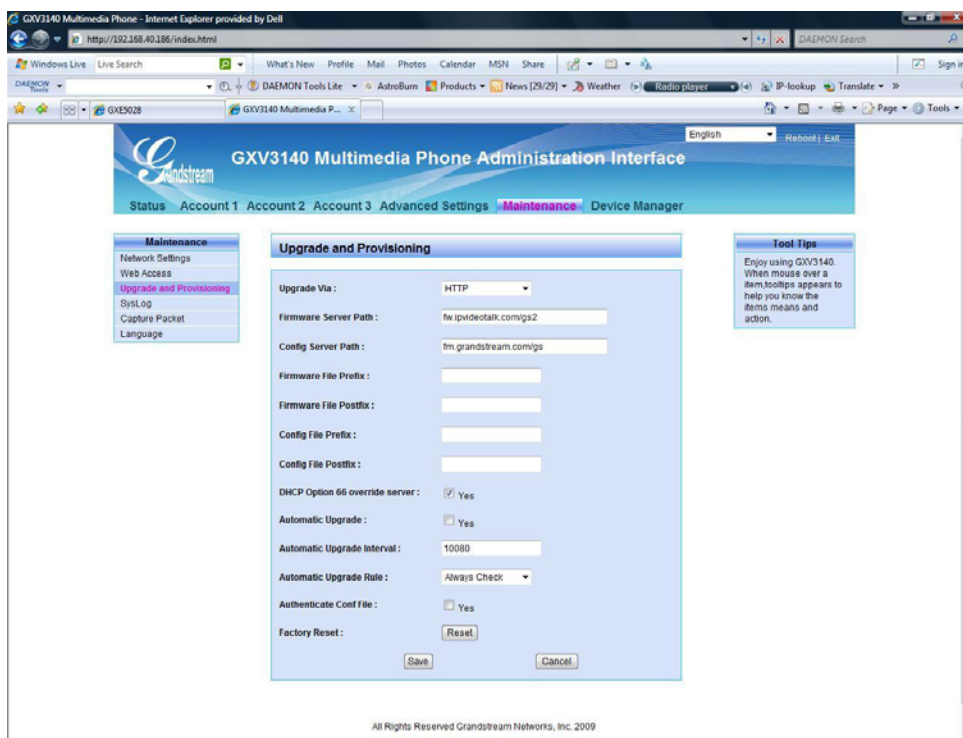 GXV3140 Multimedia Phone - Internet Explorer provided by Dell
http://192.168.40.186/index.html
DAEMON Search
Windows Live Live Search What's New Profile Mail Photos Calendar MSN Share Sign in
DAEMON Tools DAEMON Tools Lite AstroBurn Products News [29/29] Weather Radio player IP-lookup Translate
GXE5028 GXV3140 Multimedia P... Page Tools
Grandstream
GXV3140 Multimedia Phone Administration Interface
English
Reboot | Exit
Status Account 1 Account 2 Account 3 Advanced Settings Maintenance Device Manager
Maintenance
Network Settings
Web Access
Upgrade and Provisioning
SysLog
Capture Packet
Language
Upgrade and Provisioning
Upgrade Via : HTTP
Firmware Server Path : fw.ipvideotalk.com/gs2
Config Server Path : fm.grandstream.com/gs
Firmware File Prefix :
Firmware File Postfix :
Config File Prefix :
Config File Postfix :
DHCP Option 66 override server : Yes
Automatic Upgrade : Yes
Automatic Upgrade Interval : 10080
Automatic Upgrade Rule : Always Check
Authenticate Conf File : Yes
Factory Reset : Reset
Save Cancel
Tool Tips
Enjoy using GXV3140.
When mouse over a
item,tooltips appears to
help you know the
items means and
action.
All Rights Reserved Grandstream Networks, Inc. 2009